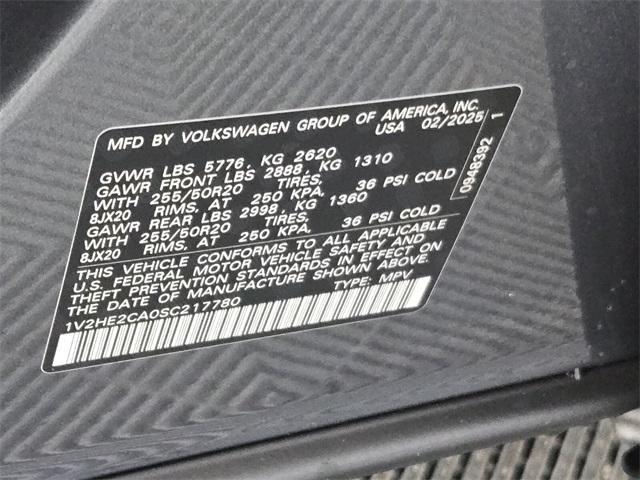 MFD BY VOLKSWAGEN GROUP OF AMERICA, INC.
USA 02/2025
GVWR LBS 5776, KG 2620
GAWR FRONT LBS 2888, KG 1310
WITH 255/50R20 TIRES,
8JX20 RIMS, AT 250 KPA, 36 PSI COLD
GAWR REAR LBS 2998, KG 1360
WITH 255/50R20 TIRES,
8JX20 RIMS, AT 250 KPA, 36 PSI COLD
THIS VEHICLE CONFORMS TO ALL APPLICABLE
U.S. FEDERAL MOTOR VEHICLE SAFETY AND
THEFT PREVENTION STANDARDS IN EFFECT ON
THE DATE OF MANUFACTURE SHOWN ABOVE.
1V2HE2CA0SC217780 TYPE: MPV
0948392 1